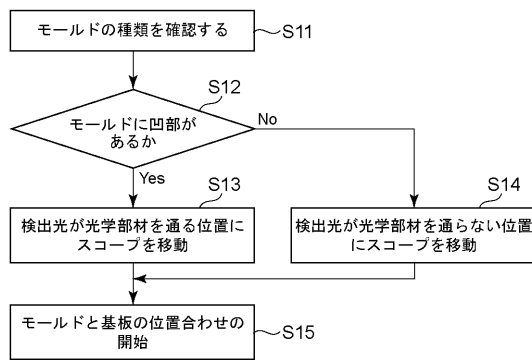 モールドの種類を確認する
S11
S12
モールドに凹部が
あるか
No
Yes
S13
検出光が光学部材を通る位置に
スコープを移動
S14
検出光が光学部材を通らない位置
にスコープを移動
モールドと基板の位置合わせの
開始
S15